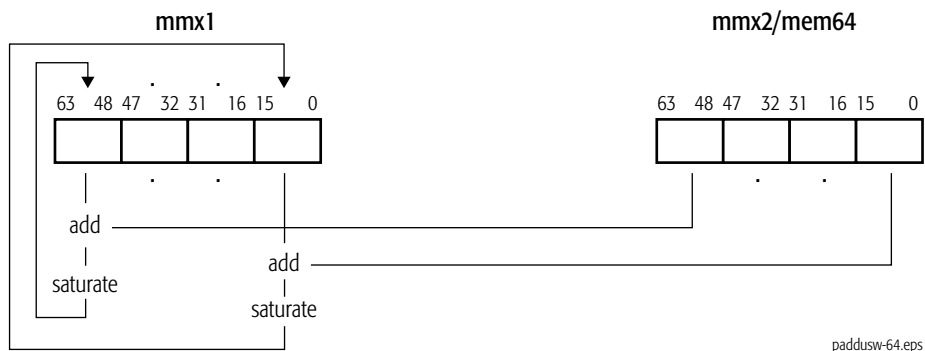 mmx1 mmx2/mem64
. .
63 48 47 32 31 16 15 0 63 48 47 32 31 16 15 0
. . . .
add
add
saturate
saturate
paddusw-64.eps